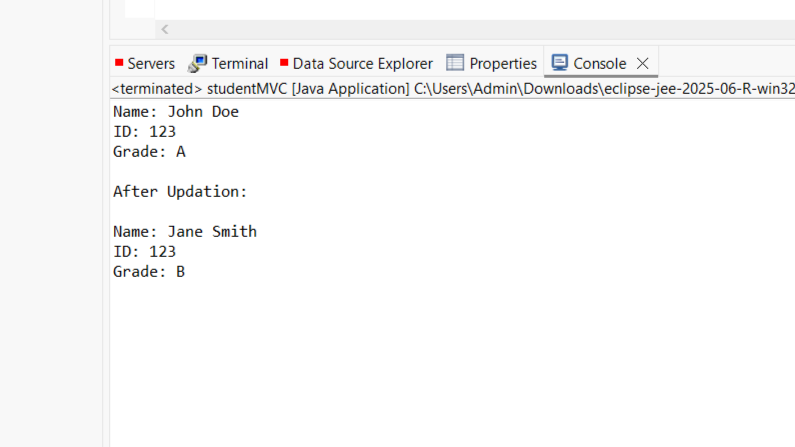 Servers Terminal Data Source Explorer Properties Console
<terminated> studentMVC [Java Application] C:\Users\Admin\Downloads\eclipse-jee-2025-06-R-win32
Name: John Doe
ID: 123
Grade: A
After Updation:
Name: Jane Smith
ID: 123
Grade: B